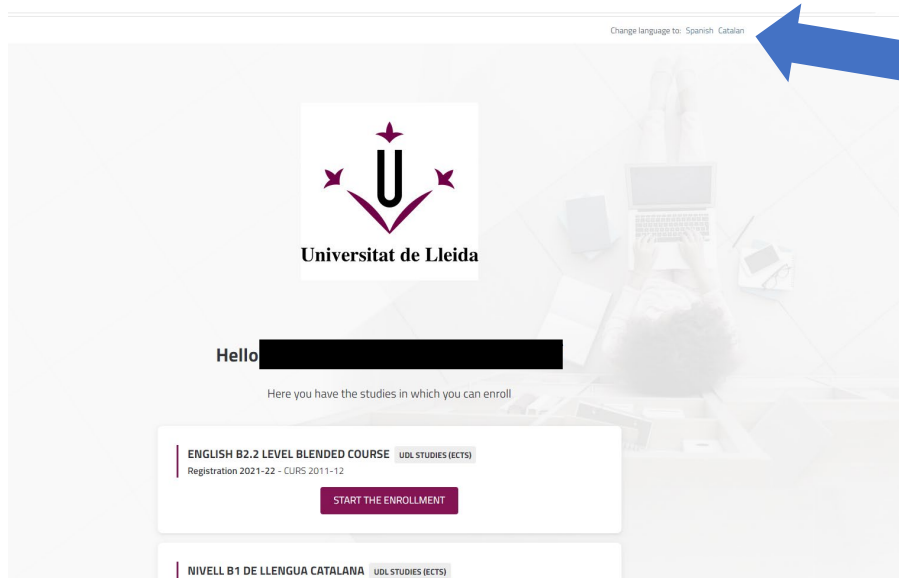 Change language to: Spanish Catalan
U
Universitat de Lleida
Hello
Here you have the studies in which you can enroll
ENGLISH B2.2 LEVEL BLENDED COURSE UDL STUDIES (ECTS)
Registration 2021-22 - CURS 2011-12
START THE ENROLLMENT
NIVELL B1 DE LLENGUA CATALANA UDL STUDIES (ECTS)